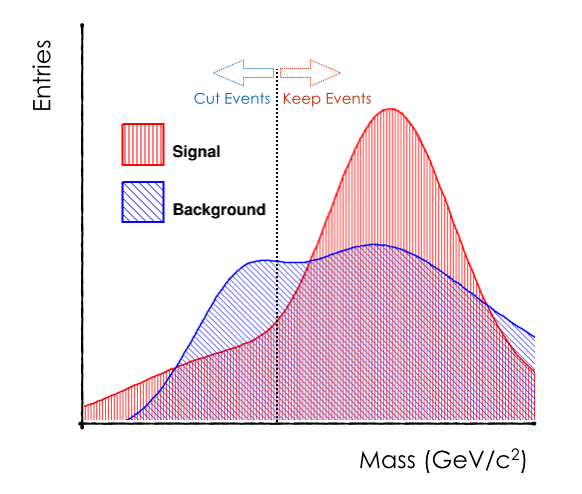 Entries
Cut Events
Keep Events
Signal
Background
Mass (GeV/c²)